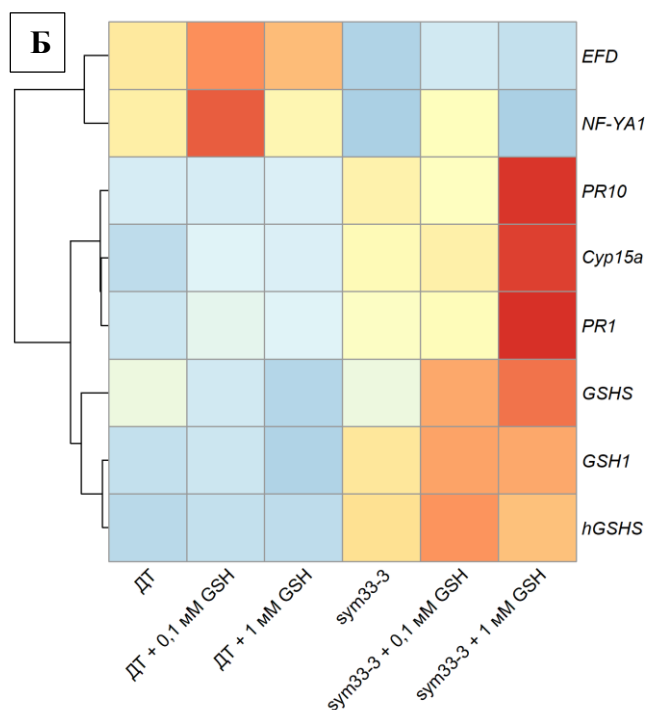 Б
EFD
NF-YA1
PR10
Cyp15a
PR1
GSHS
GSH1
hGSHS
ДТ
ДТ + 0,1 мМ GSH
ДТ + 1 мМ GSH
sym33-3
sym33-3 + 0,1 мМ GSH
sym33-3 + 1 мМ GSH